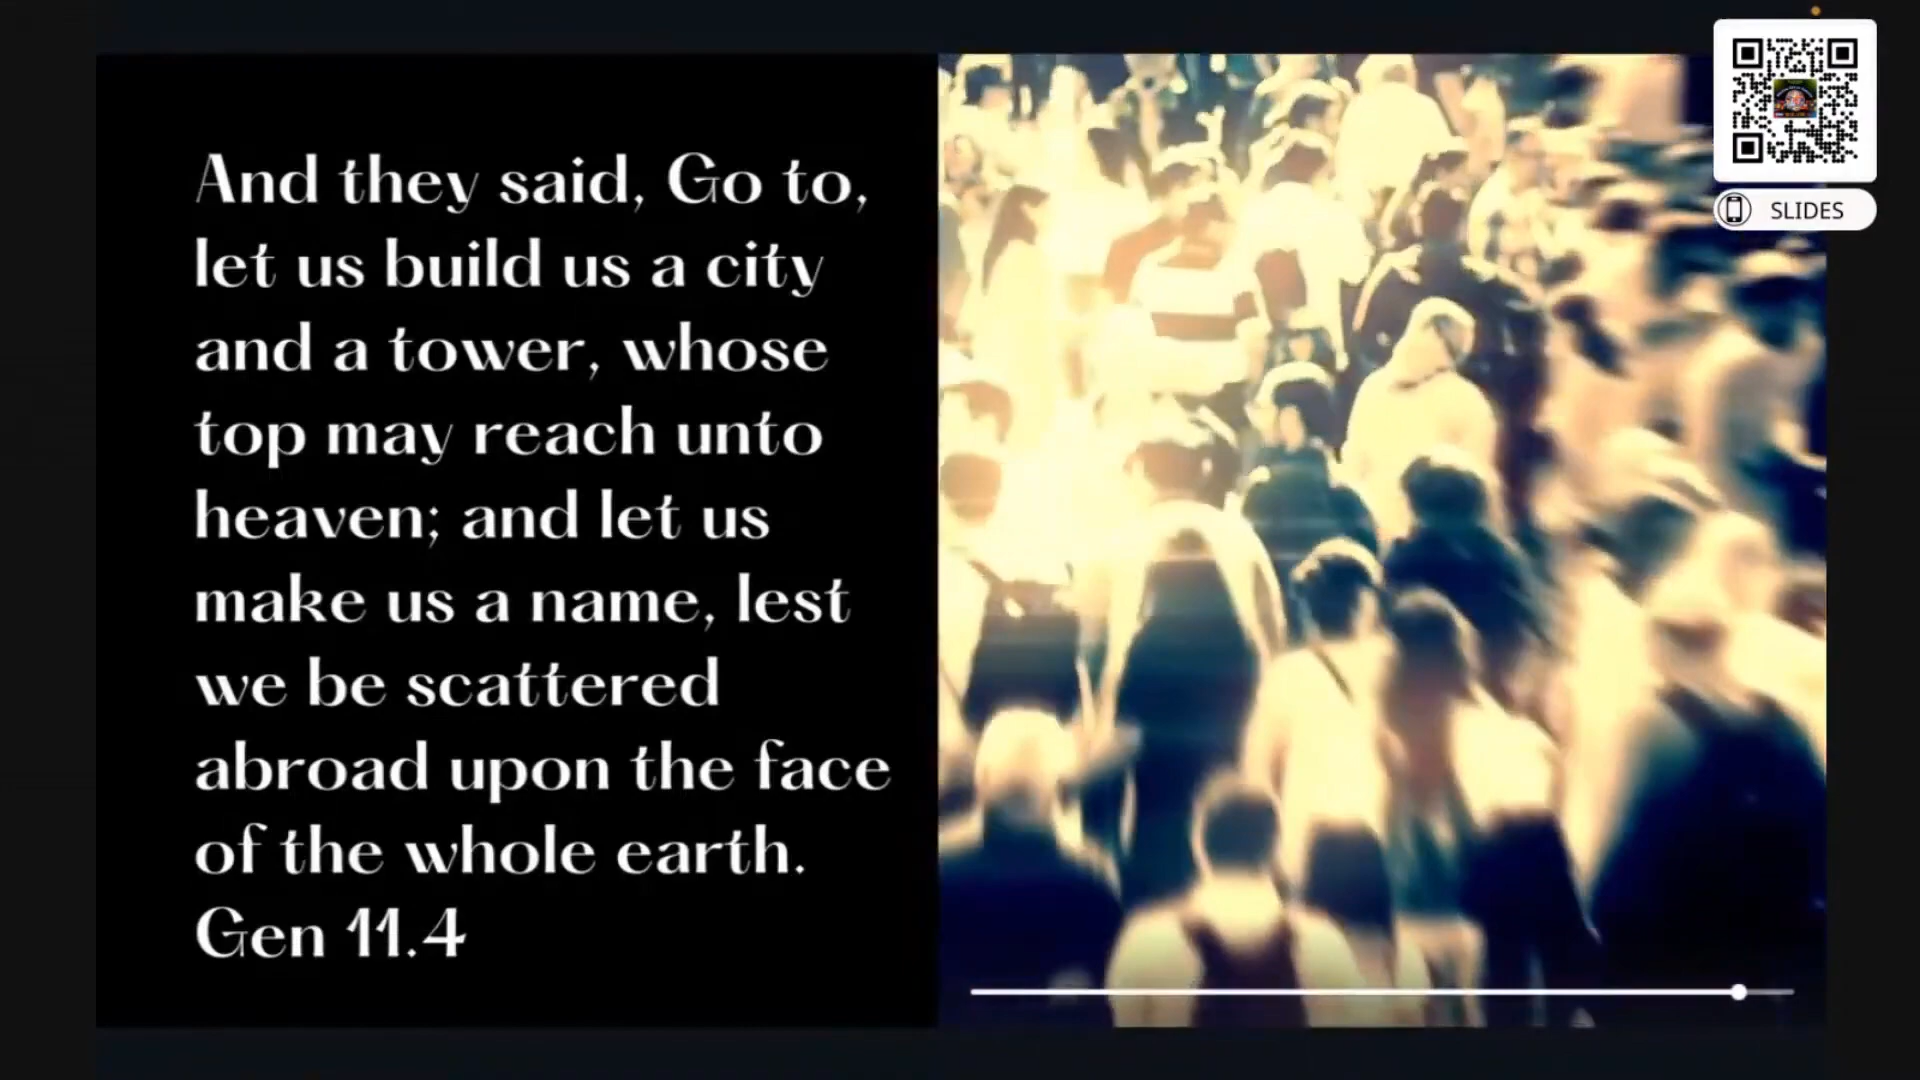 And they said, Go to,
let us build us a city
and a tower, whose
top may reach unto
heaven; and let us
make us a name, lest
we be scattered
abroad upon the face
of the whole earth.
Gen 11.4
SLIDES